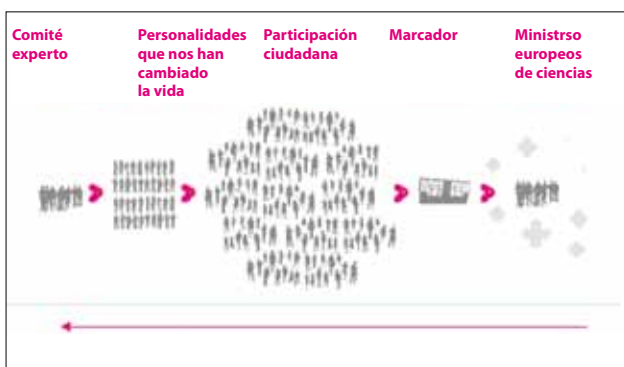 Comité
experto
Personalidades
que nos han
cambiado
la vida
Participación
ciudadana
Marcador
Ministrso
europeos
de ciencias